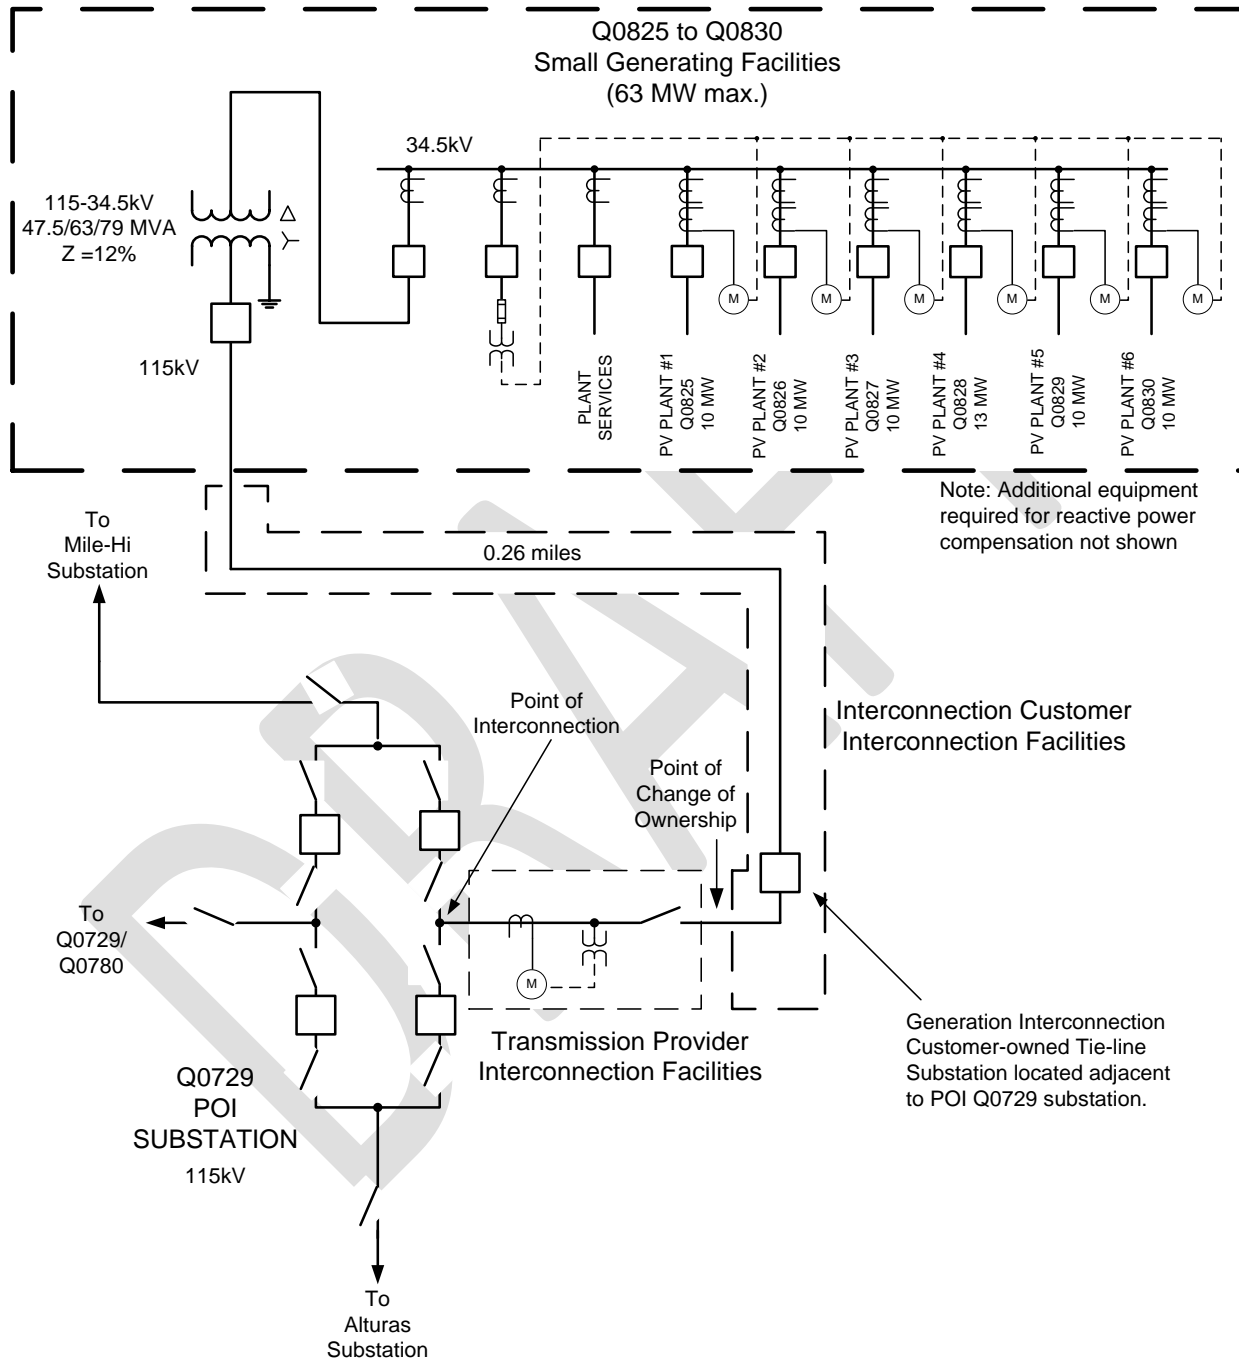 Q0825 to Q0830
Small Generating Facilities
(63 MW max.)
34.5kV
115-34.5kV
47.5/63/79 MVA
Z =12%
115kV
M
M
M
M
M
M
PLANT
SERVICES
PV PLANT #1
Q0825
10 MW
PV PLANT #2
Q0826
10 MW
PV PLANT #3
Q0827
10 MW
PV PLANT #4
Q0828
13 MW
PV PLANT #5
Q0829
10 MW
PV PLANT #6
Q0830
10 MW
Note: Additional equipment
required for reactive power
compensation not shown
To
Mile-Hi
Substation
0.26 miles
Point of
Interconnection
Interconnection Customer
Interconnection Facilities
Point of
Change of
Ownership
To
Q0729/
Q0780
M
Transmission Provider
Interconnection Facilities
Generation Interconnection
Customer-owned Tie-line
Substation located adjacent
to POI Q0729 substation.
Q0729
POI
SUBSTATION
115kV
To
Alturas
Substation
DRAFT